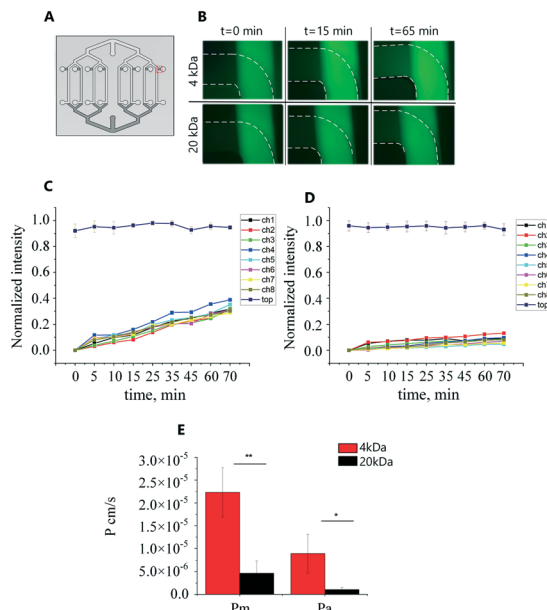 A
B
t=0 min
t=15 min
t=65 min
4 kDa
20 kDa
C
Normalized intensity
1.0
0.8
0.6
0.4
0.2
0.0
0 5 10 15 25 35 45 60 70
time, min
ch1
ch2
ch3
ch4
ch5
ch6
ch7
ch8
top
D
Normalized intensity
1.0
0.8
0.6
0.4
0.2
0.0
0 5 10 15 25 35 45 60 70
time, min
top
E
P cm/s
3.0×10⁻⁵
2.5×10⁻⁵
2.0×10⁻⁵
1.5×10⁻⁵
1.0×10⁻⁵
5.0×10⁻⁶
0.0
**
*
4kDa
20kDa
Pm
Pa